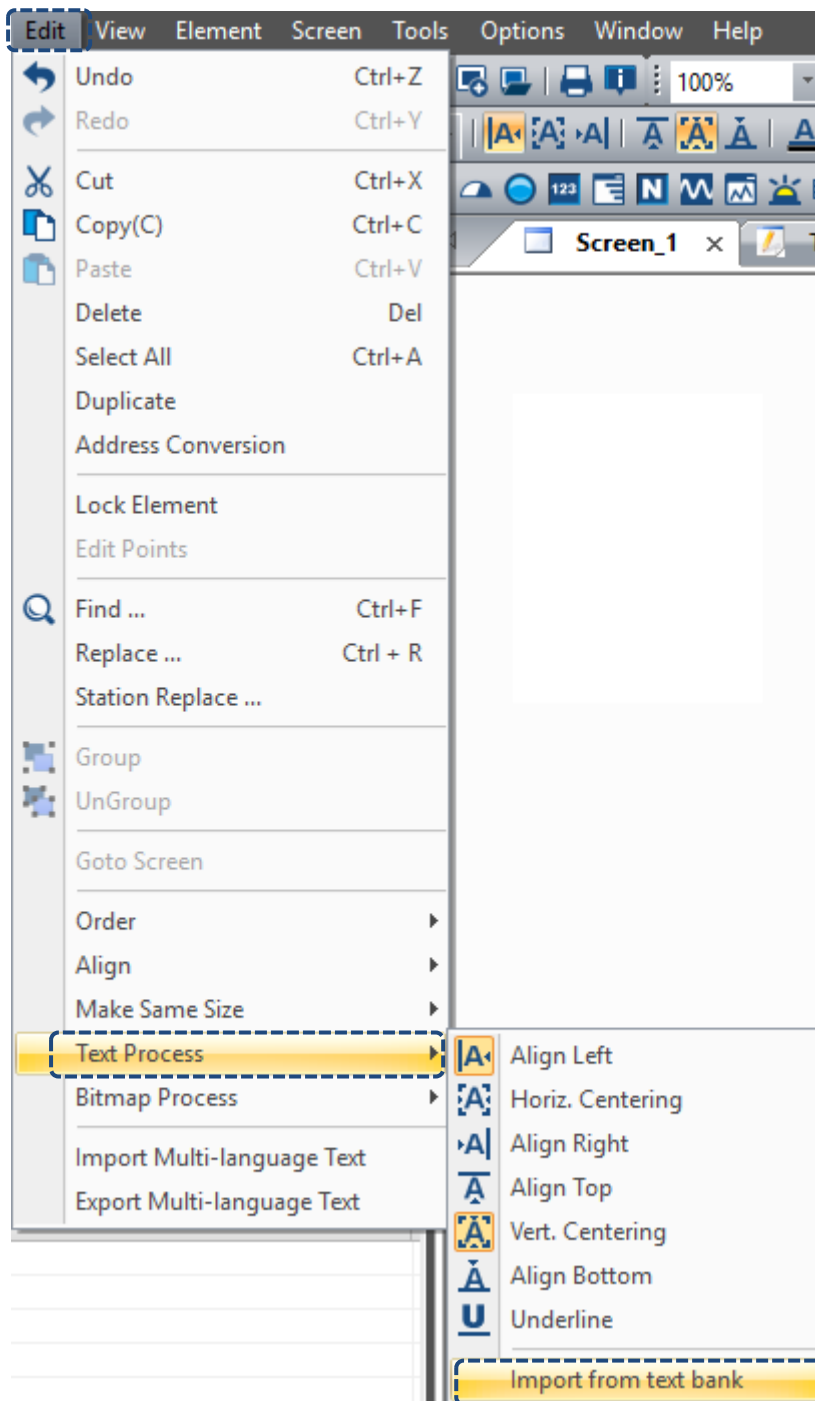 Edit View Element Screen Tools Options Window Help
Undo Ctrl+Z
100%
Redo Ctrl+Y
Cut Ctrl+X
123
Copy(C) Ctrl+C
Screen_1
Paste Ctrl+V
Delete Del
Select All Ctrl+A
Duplicate
Address Conversion
Lock Element
Edit Points
Find ... Ctrl+F
Replace ... Ctrl + R
Station Replace ...
Group
UnGroup
Goto Screen
Order
Align
Make Same Size
Text Process
Bitmap Process
Import Multi-language Text
Export Multi-language Text
Align Left
Horiz. Centering
Align Right
Align Top
Vert. Centering
Align Bottom
Underline
Import from text bank